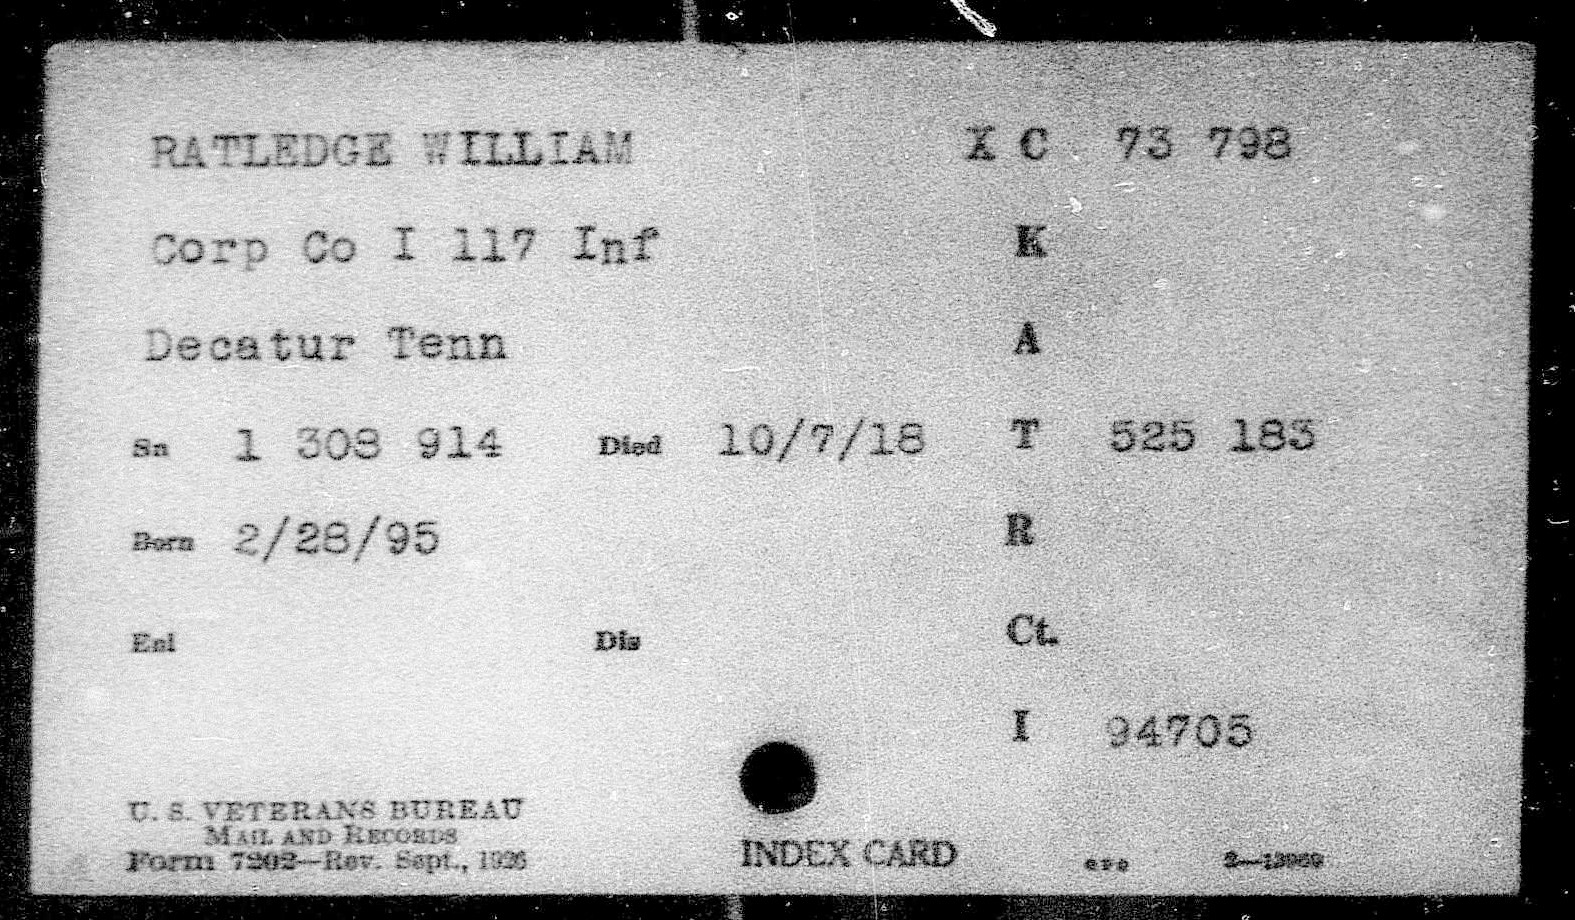 RATLEDGE WILLIAM X C 73 798
Corp Co I 117 Inf K
Decatur Tenn A
Sn 1 308 914 Died 10/7/18 T 525 183
Born 2/28/95 R
Enl Dis Ct.
I 94705
U. S. VETERANS BUREAU
MAIL AND RECORDS
Form 7202—Rev. Sept., 1926
INDEX CARD